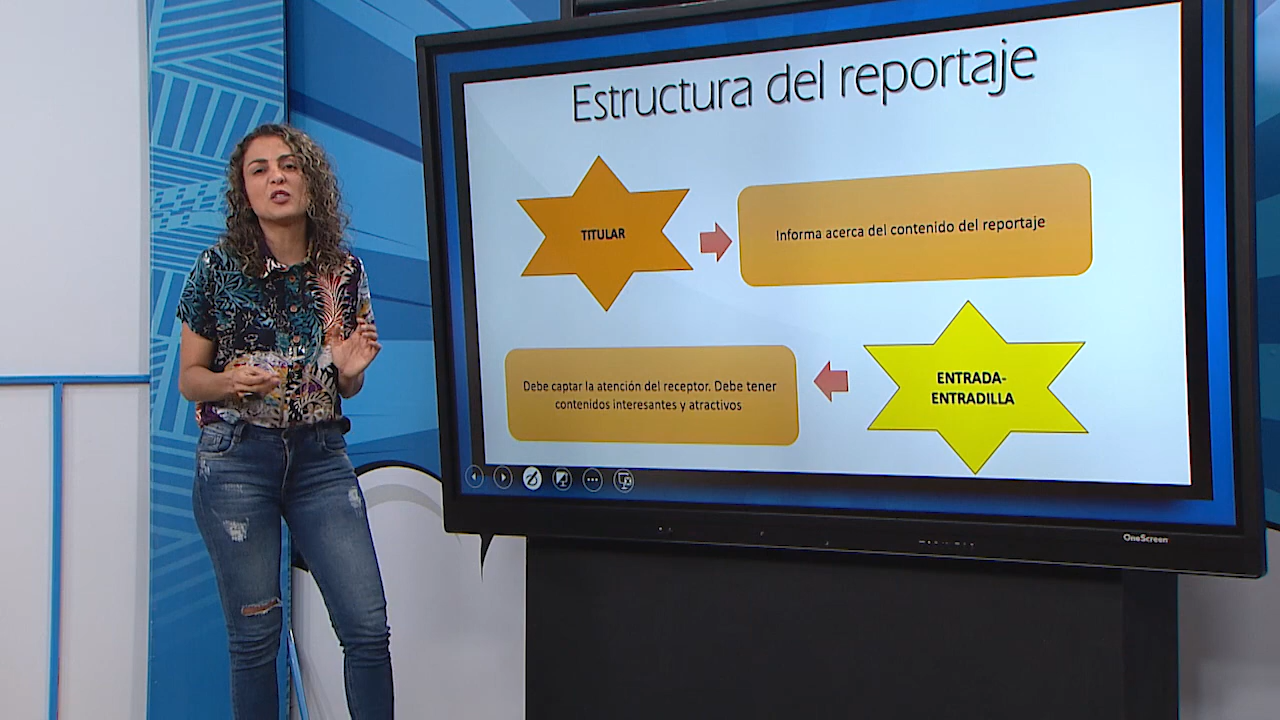 Estructura del reportaje
TITULAR
Informa acerca del contenido del reportaje
Debe captar la atención del receptor. Debe tener
contenidos interesantes y atractivos
ENTRADA-
ENTRADILLA
OneScreen